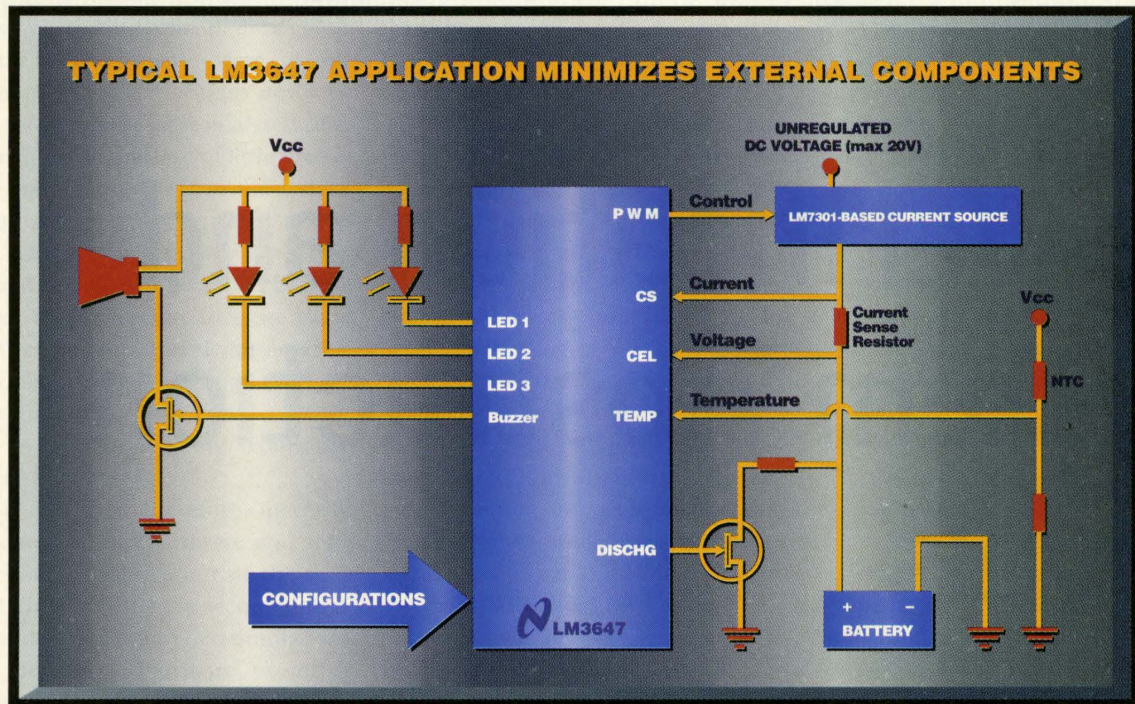 TYPICAL LM3647 APPLICATION MINIMIZES EXTERNAL COMPONENTS
UNREGULATED
DC VOLTAGE (max 20V)
Vcc
PWM
Control
LM7301-BASED CURRENT SOURCE
CS
Current
Vcc
Current
Sense
Resistor
LED 1
LED 2
CEL
Voltage
LED 3
NTC
Buzzer
TEMP
Temperature
DISCHG
CONFIGURATIONS
LM3647
+ −
BATTERY